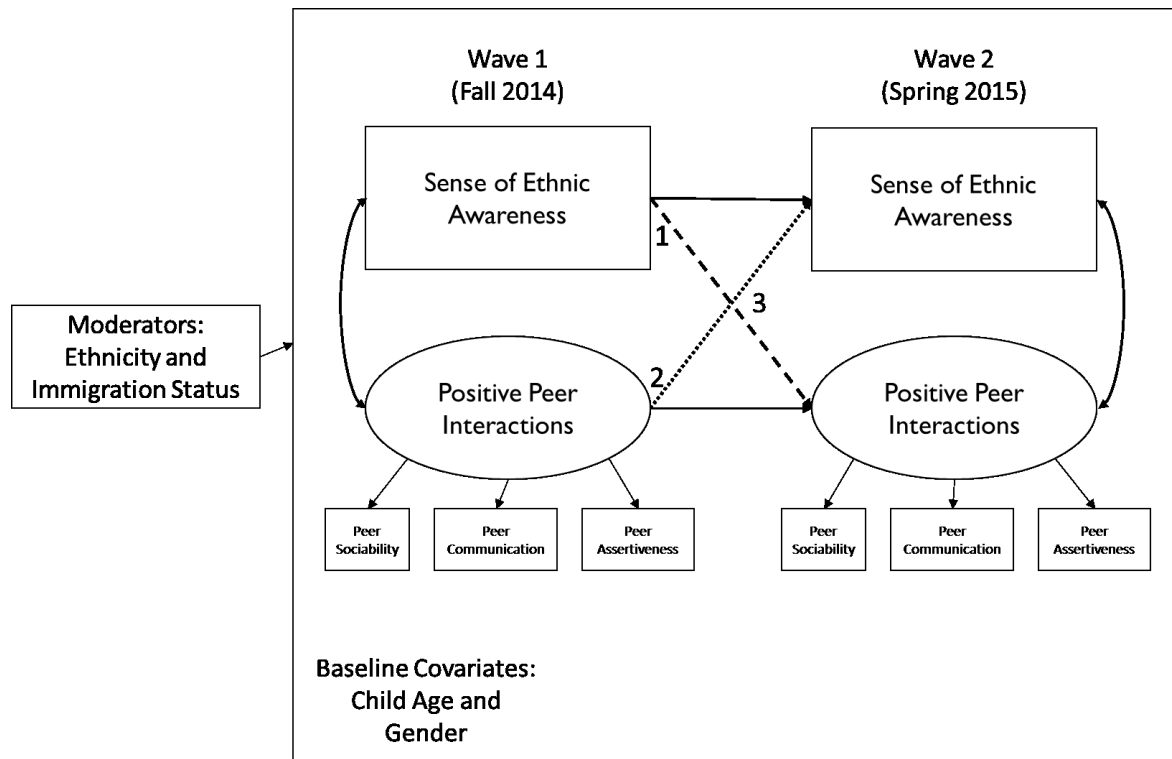 Wave 1
(Fall 2014)
Wave 2
(Spring 2015)
Sense of Ethnic
Awareness
Sense of Ethnic
Awareness
1
3
2
Moderators:
Ethnicity and
Immigration Status
Positive Peer
Interactions
Positive Peer
Interactions
Peer
Sociability
Peer
Communication
Peer
Assertiveness
Peer
Sociability
Peer
Communication
Peer
Assertiveness
Baseline Covariates:
Child Age and
Gender